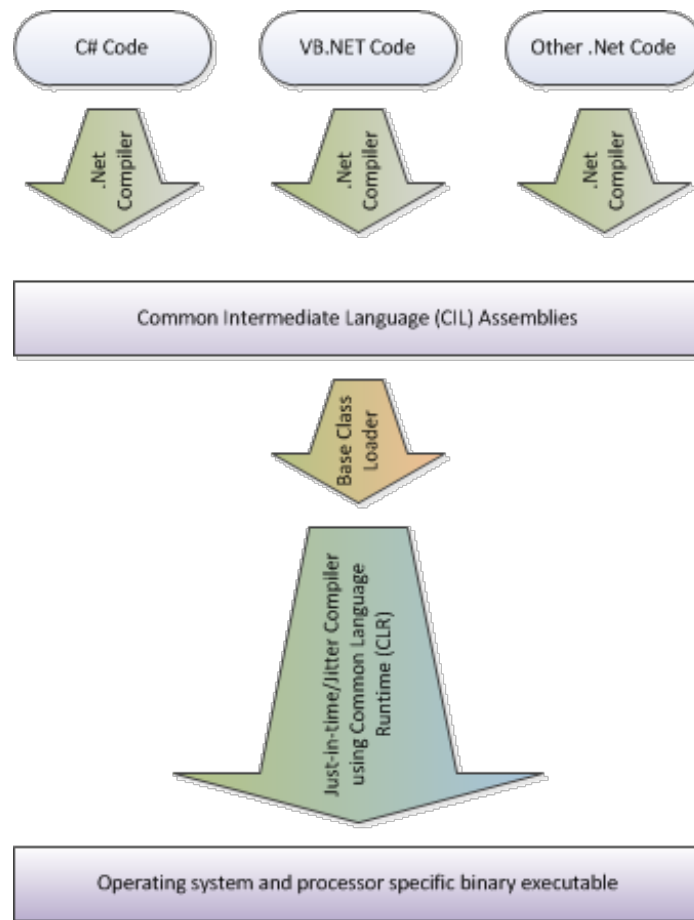 C# Code
VB.NET Code
Other .Net Code
.Net
Compiler
.Net
Compiler
.Net
Compiler
Common Intermediate Language (CIL) Assemblies
Base Class
Loader
Just-in-time/Jitter Compiler
using Common Language
Runtime (CLR)
Operating system and processor specific binary executable